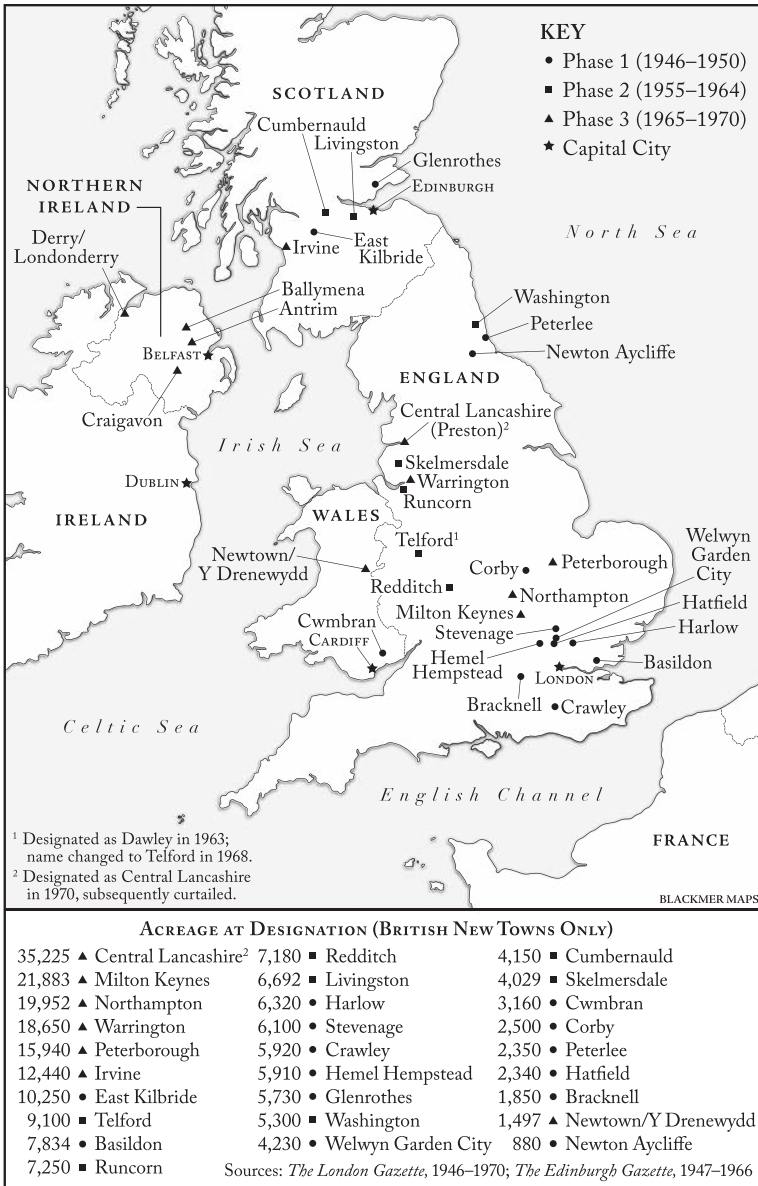 KEY
● Phase 1 (1946–1950)
■ Phase 2 (1955–1964)
▲ Phase 3 (1965–1970)
★ Capital City
SCOTLAND
Cumbernauld
Livingston
Glenrothes
EDINBURGH
NORTHERN
IRELAND
Derry/
Londonderry
Irvine
East
Kilbride
North Sea
Ballymena
Antrim
BELFAST
Craigavon
Washington
Peterlee
Newton Aycliffe
ENGLAND
Central Lancashire
(Preston)²
Irish Sea
Skelmersdale
Warrington
Runcorn
DUBLIN
IRELAND
WALES
Telford¹
Newtown/
Y Drenewydd
Corby
Peterborough
Welwyn
Garden
City
Redditch
Northampton
Hatfield
Milton Keynes
Cwmbran
Stevenage
Harlow
CARDIFF
Hemel
Hempstead
LONDON
Basildon
Bracknell
Crawley
Celtic Sea
English Channel
FRANCE
¹ Designated as Dawley in 1963;
name changed to Telford in 1968.
² Designated as Central Lancashire
in 1970, subsequently curtailed.
BLACKMER MAPS
ACREAGE AT DESIGNATION (BRITISH NEW TOWNS ONLY)
35,225 ▲ Central Lancashire²
21,883 ▲ Milton Keynes
19,952 ▲ Northampton
18,650 ▲ Warrington
15,940 ▲ Peterborough
12,440 ▲ Irvine
10,250 ● East Kilbride
9,100 ■ Telford
7,834 ● Basildon
7,250 ■ Runcorn
7,180 ■ Redditch
6,692 ■ Livingston
6,320 ● Harlow
6,100 ● Stevenage
5,920 ● Crawley
5,910 ● Hemel Hempstead
5,730 ● Glenrothes
5,300 ■ Washington
4,230 ● Welwyn Garden City
4,150 ■ Cumbernauld
4,029 ■ Skelmersdale
3,160 ● Cwmbran
2,500 ● Corby
2,350 ● Peterlee
2,340 ● Hatfield
1,850 ● Bracknell
1,497 ▲ Newtown/Y Drenewydd
880 ● Newton Aycliffe
Sources: The London Gazette, 1946–1970; The Edinburgh Gazette, 1947–1966